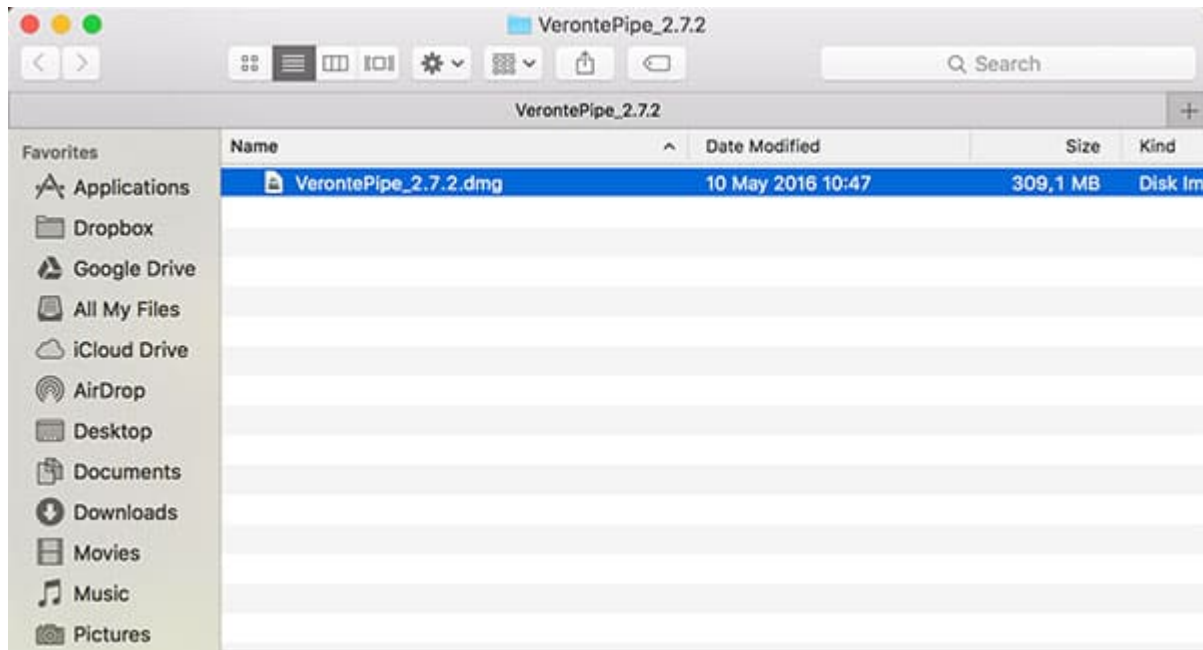 VerontePipe_2.7.2
Search
VerontePipe_2.7.2
Favorites
Name Date Modified Size Kind
VerontePipe_2.7.2.dmg 10 May 2016 10:47 309,1 MB Disk Im
Applications
Dropbox
Google Drive
All My Files
iCloud Drive
AirDrop
Desktop
Documents
Downloads
Movies
Music
Pictures